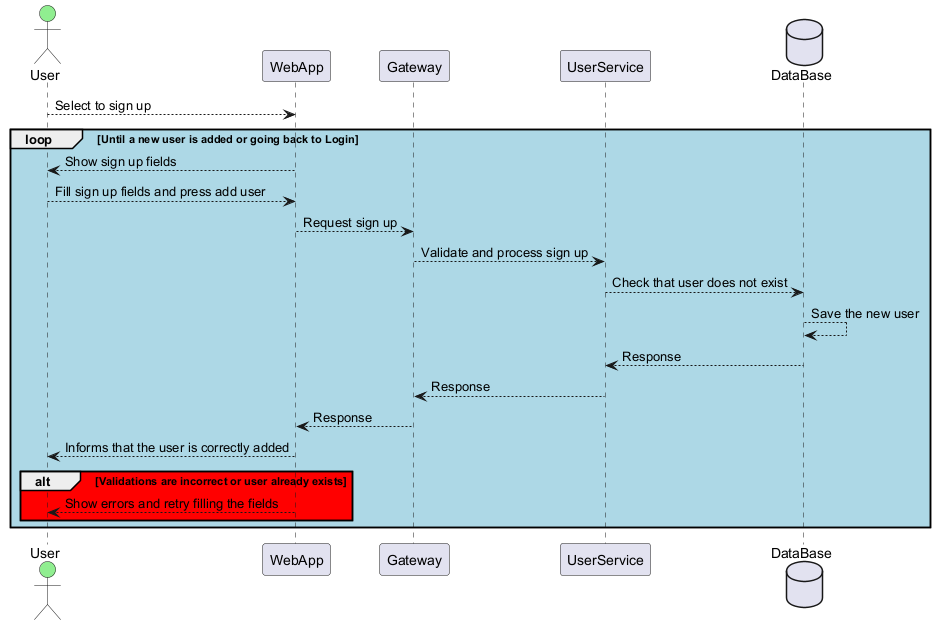 User
WebApp
Gateway
UserService
DataBase
Select to sign up
loop
[Until a new user is added or going back to Login]
Show sign up fields
Fill sign up fields and press add user
Request sign up
Validate and process sign up
Check that user does not exist
Save the new user
Response
Response
Response
Informs that the user is correctly added
alt
[Validations are incorrect or user already exists]
Show errors and retry filling the fields
User
WebApp
Gateway
UserService
DataBase